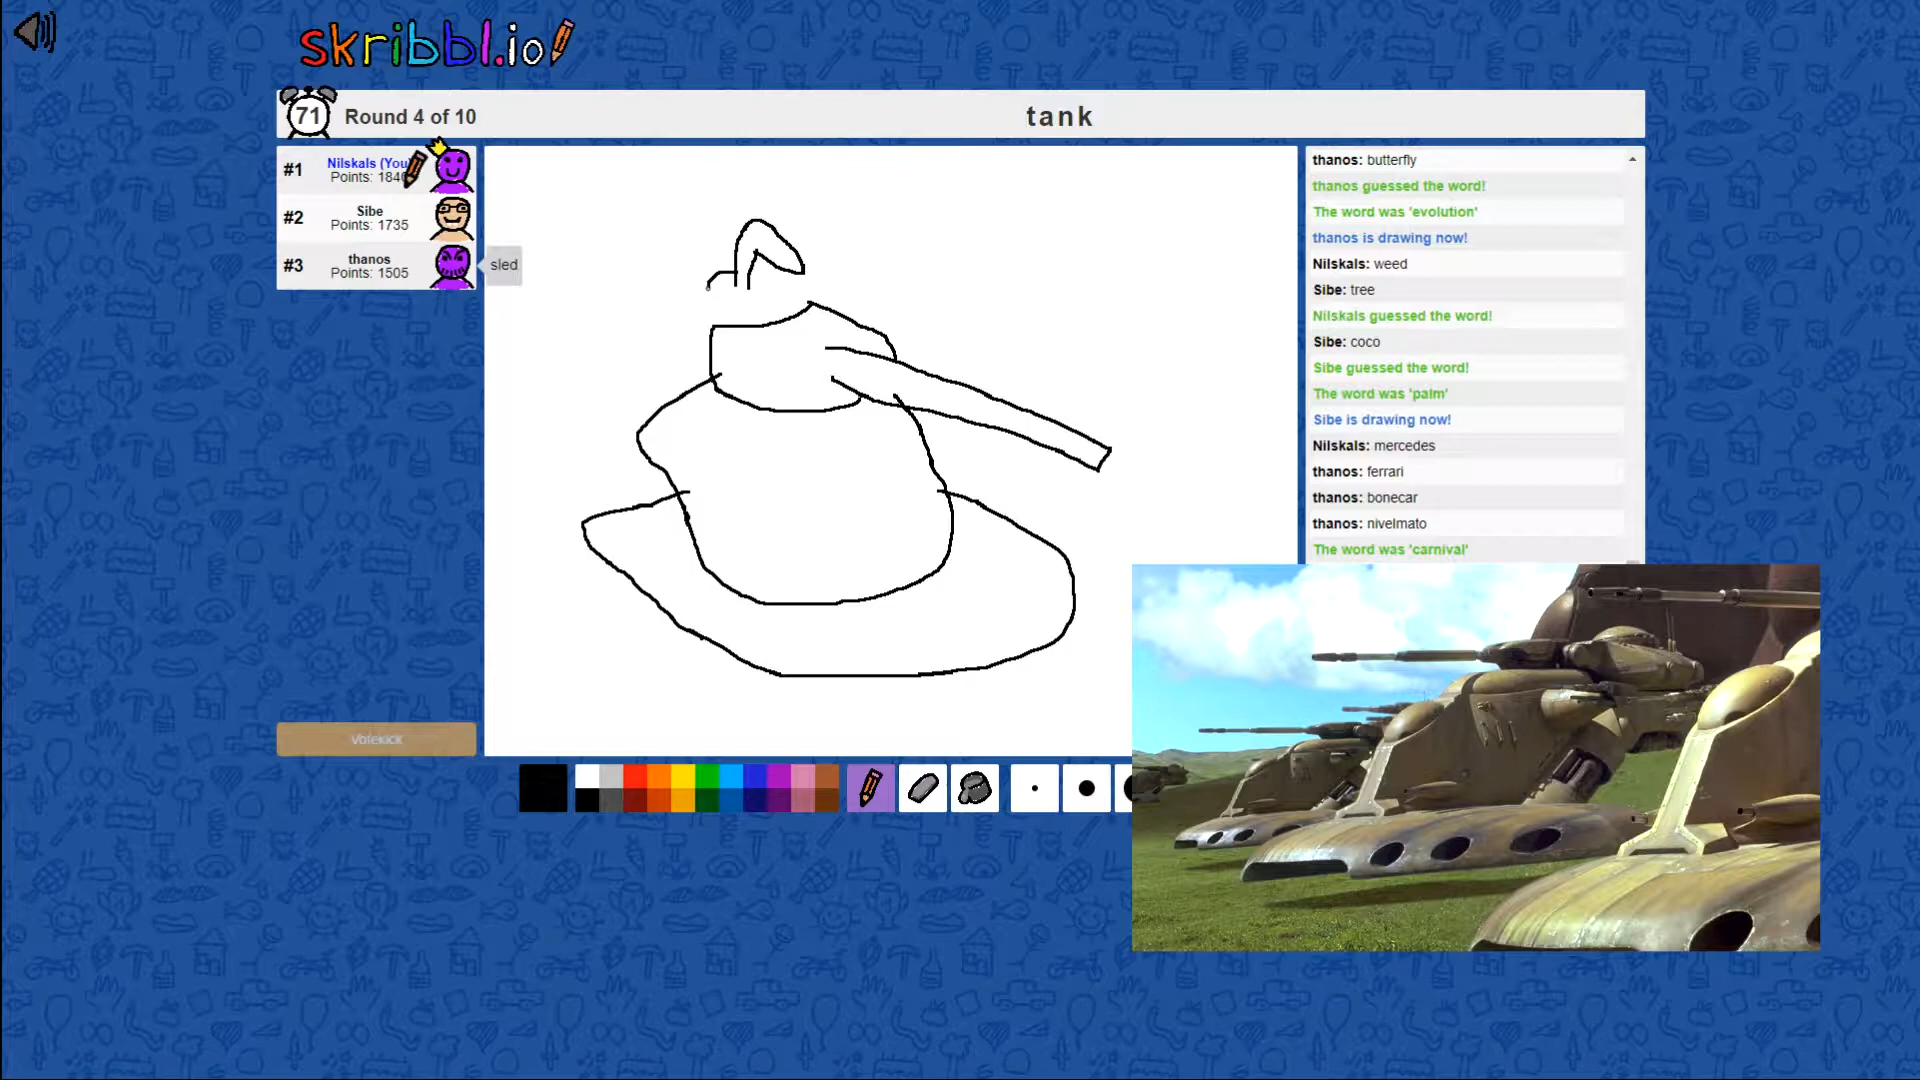 skribbl.io
71
Round 4 of 10
tank
#1
Nilskals (You
Points: 1840
#2
Sibe
Points: 1735
#3
thanos
Points: 1505
sled
thanos: butterfly
thanos guessed the word!
The word was 'evolution'
thanos is drawing now!
Nilskals: weed
Sibe: tree
Nilskals guessed the word!
Sibe: coco
Sibe guessed the word!
The word was 'palm'
Sibe is drawing now!
Nilskals: mercedes
thanos: ferrari
thanos: bonecar
thanos: nivelmato
The word was 'carnival'
Votekick